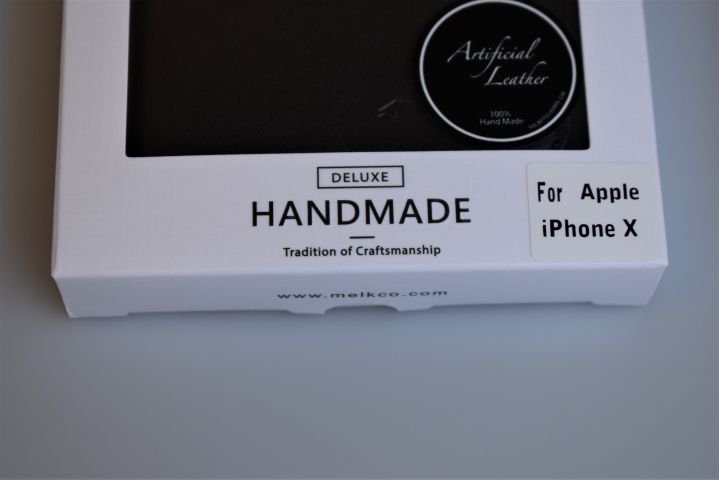 Artificial
Leather
100%
Hand Made
DELUXE
HANDMADE
Tradition of Craftsmanship
For Apple
iPhone X
www.melkco.com